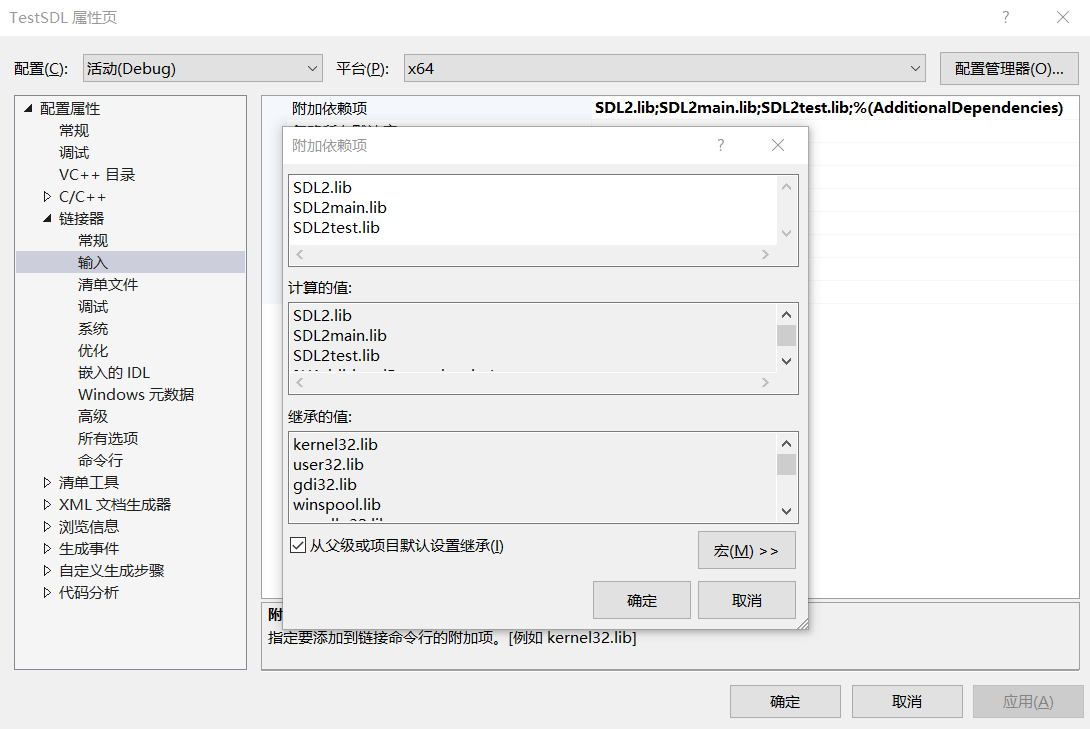 TestSDL 属性页
配置(C): 活动(Debug) 平台(P): x64 配置管理器(O)...
配置属性
常规
调试
VC++ 目录
C/C++
链接器
常规
输入
清单文件
调试
系统
优化
嵌入的 IDL
Windows 元数据
高级
所有选项
命令行
清单工具
XML 文档生成器
浏览信息
生成事件
自定义生成步骤
代码分析
附加依赖项 SDL2.lib;SDL2main.lib;SDL2test.lib;%(AdditionalDependencies)
附加依赖项
SDL2.lib
SDL2main.lib
SDL2test.lib
计算的值:
SDL2.lib
SDL2main.lib
SDL2test.lib
继承的值:
kernel32.lib
user32.lib
gdi32.lib
winspool.lib
从父级或项目默认设置继承(I)
宏(M) >>
确定 取消
附
指定要添加到链接命令行的附加项。[例如 kernel32.lib]
确定 取消 应用(A)